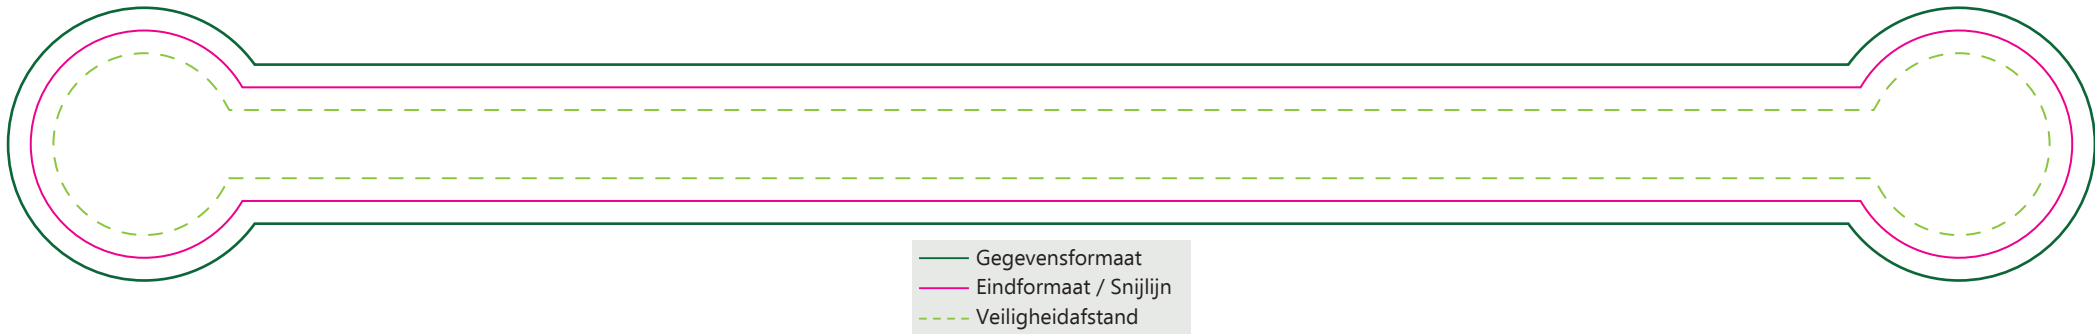 Gegevensformaat
Eindformaat / Snijlijn
Veiligheidafstand